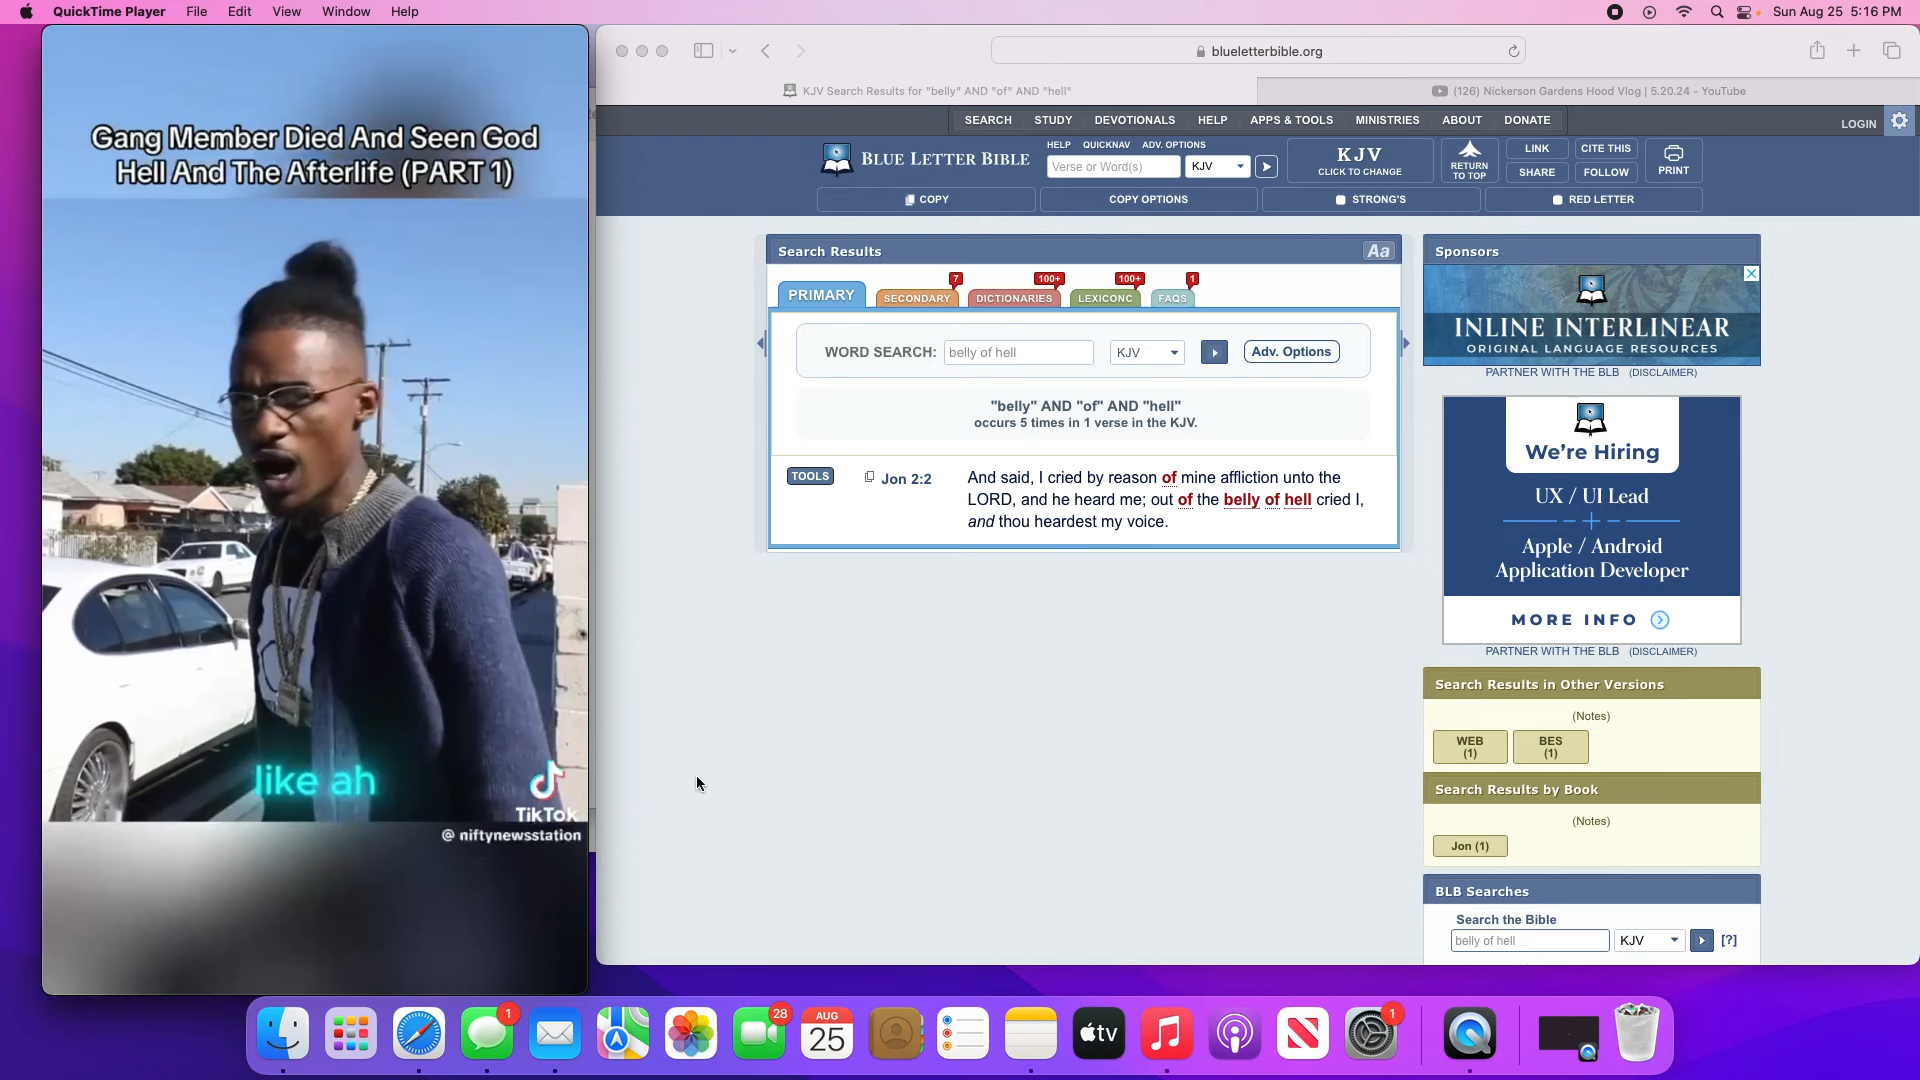 QuickTime Player File Edit View Window Help
Sun Aug 25 5:16 PM
Gang Member Died And Seen God
Hell And The Afterlife (PART 1)
like ah
TikTok
@ niftynewsstation
blueletterbible.org
KJV Search Results for "belly" AND "of" AND "hell"
(126) Nickerson Gardens Hood Vlog | 5.20.24 - YouTube
SEARCH STUDY DEVOTIONALS HELP APPS & TOOLS MINISTRIES ABOUT DONATE
LOGIN
BLUE LETTER BIBLE
HELP QUICKNAV ADV. OPTIONS
Verse or Word(s) KJV
KJV
CLICK TO CHANGE
RETURN
TO TOP
LINK CITE THIS
SHARE FOLLOW
PRINT
COPY COPY OPTIONS STRONG'S RED LETTER
Search Results Aa
7 100+ 100+ 1
PRIMARY SECONDARY DICTIONARIES LEXICONC FAQS
WORD SEARCH: belly of hell KJV Adv. Options
"belly" AND "of" AND "hell"
occurs 5 times in 1 verse in the KJV.
TOOLS Jon 2:2 And said, I cried by reason of mine affliction unto the
LORD, and he heard me; out of the belly of hell cried I,
and thou heardest my voice.
Sponsors
INLINE INTERLINEAR
ORIGINAL LANGUAGE RESOURCES
PARTNER WITH THE BLB (DISCLAIMER)
We're Hiring
UX / UI Lead
Apple / Android
Application Developer
MORE INFO
PARTNER WITH THE BLB (DISCLAIMER)
Search Results in Other Versions
(Notes)
WEB
(1)
BES
(1)
Search Results by Book
(Notes)
Jon (1)
BLB Searches
Search the Bible
belly of hell KJV [?]
1 28 AUG
25
tv
1